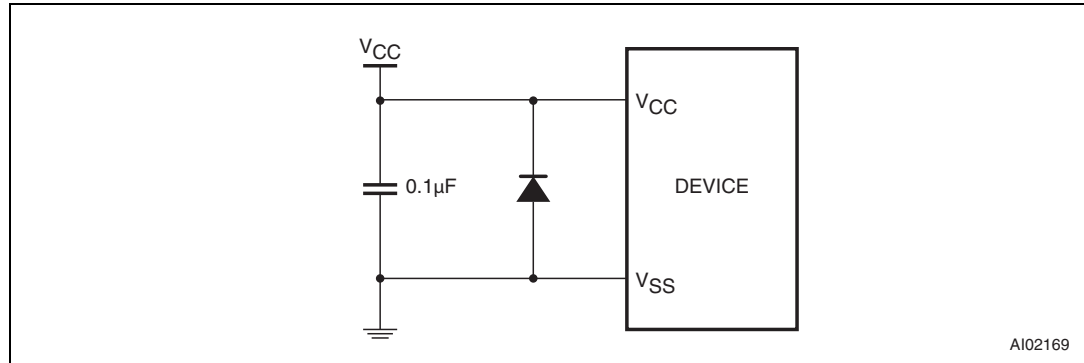 VCC
VCC
0.1µF
DEVICE
VSS
AI02169